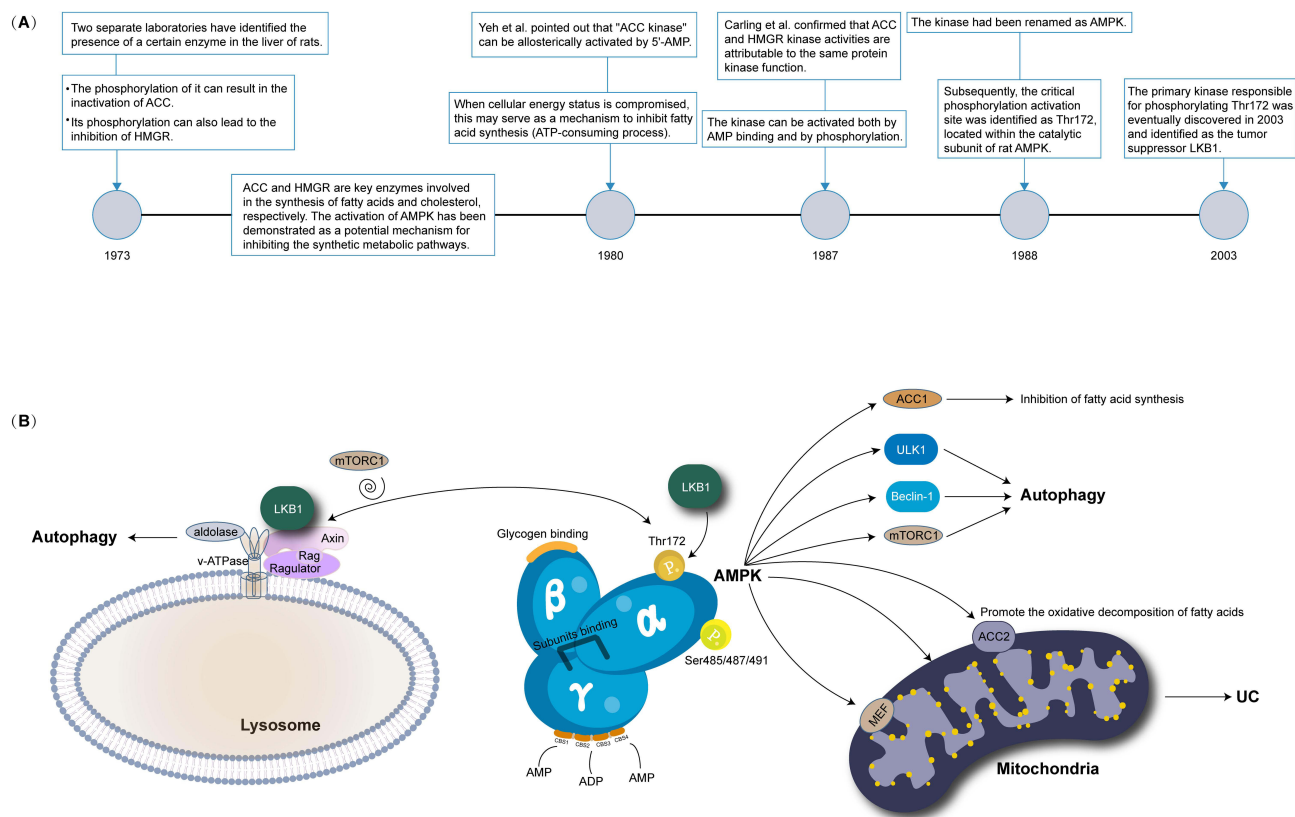 (A)
Two separate laboratories have identified the
presence of a certain enzyme in the liver of rats.
• The phosphorylation of it can result in the
inactivation of ACC.
• Its phosphorylation can also lead to the
inhibition of HMGR.
ACC and HMGR are key enzymes involved
in the synthesis of fatty acids and cholesterol,
respectively. The activation of AMPK has been
demonstrated as a potential mechanism for
inhibiting the synthetic metabolic pathways.
Yeh et al. pointed out that "ACC kinase"
can be allosterically activated by 5'-AMP.
When cellular energy status is compromised,
this may serve as a mechanism to inhibit fatty
acid synthesis (ATP-consuming process).
Carling et al. confirmed that ACC
and HMGR kinase activities are
attributable to the same protein
kinase function.
The kinase can be activated both by
AMP binding and by phosphorylation.
The kinase had been renamed as AMPK.
Subsequently, the critical
phosphorylation activation
site was identified as Thr172,
located within the catalytic
subunit of rat AMPK.
The primary kinase responsible
for phosphorylating Thr172 was
eventually discovered in 2003
and identified as the tumor
suppressor LKB1.
1973
1980
1987
1988
2003
(B)
mTORC1
LKB1
aldolase
Axin
Autophagy
v-ATPase
Rag
Ragulator
Lysosome
LKB1
Glycogen binding
Thr172
P.
β
α
Subunits binding
P.
Ser485/487/491
γ
CBS1
CBS2
CBS3
CBS4
AMP
ADP
AMP
AMPK
ACC1
Inhibition of fatty acid synthesis
ULK1
Beclin-1
Autophagy
mTORC1
Promote the oxidative decomposition of fatty acids
ACC2
MEF
UC
Mitochondria